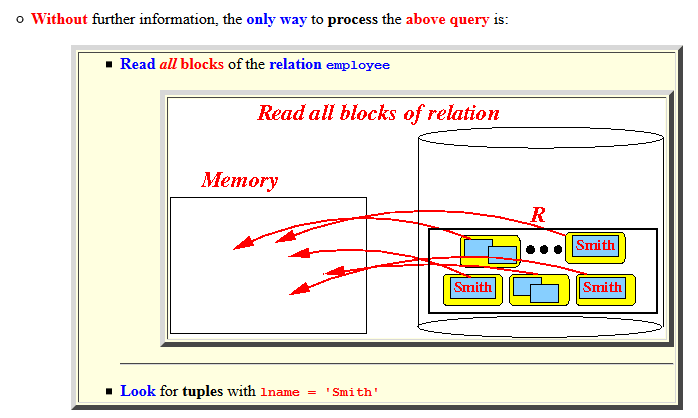 Without further information, the only way to process the above query is:
Read all blocks of the relation employee
Read all blocks of relation
Memory
R
Smith
Smith
Smith
Look for tuples with lname = 'Smith'